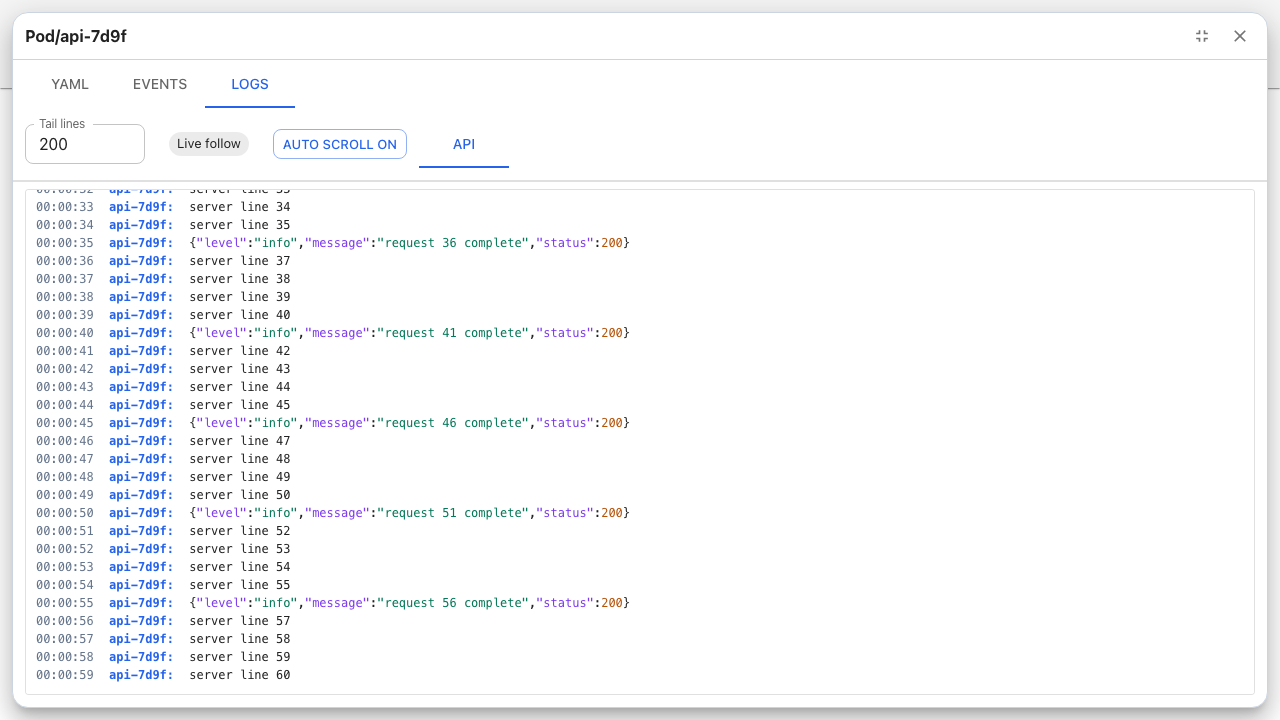 Pod/api-7d9f
YAML EVENTS LOGS
Tail lines
200 Live follow AUTO SCROLL ON API
00:00:32 api-7d9f: server line 33
00:00:33 api-7d9f: server line 34
00:00:34 api-7d9f: server line 35
00:00:35 api-7d9f: {"level":"info","message":"request 36 complete","status":200}
00:00:36 api-7d9f: server line 37
00:00:37 api-7d9f: server line 38
00:00:38 api-7d9f: server line 39
00:00:39 api-7d9f: server line 40
00:00:40 api-7d9f: {"level":"info","message":"request 41 complete","status":200}
00:00:41 api-7d9f: server line 42
00:00:42 api-7d9f: server line 43
00:00:43 api-7d9f: server line 44
00:00:44 api-7d9f: server line 45
00:00:45 api-7d9f: {"level":"info","message":"request 46 complete","status":200}
00:00:46 api-7d9f: server line 47
00:00:47 api-7d9f: server line 48
00:00:48 api-7d9f: server line 49
00:00:49 api-7d9f: server line 50
00:00:50 api-7d9f: {"level":"info","message":"request 51 complete","status":200}
00:00:51 api-7d9f: server line 52
00:00:52 api-7d9f: server line 53
00:00:53 api-7d9f: server line 54
00:00:54 api-7d9f: server line 55
00:00:55 api-7d9f: {"level":"info","message":"request 56 complete","status":200}
00:00:56 api-7d9f: server line 57
00:00:57 api-7d9f: server line 58
00:00:58 api-7d9f: server line 59
00:00:59 api-7d9f: server line 60